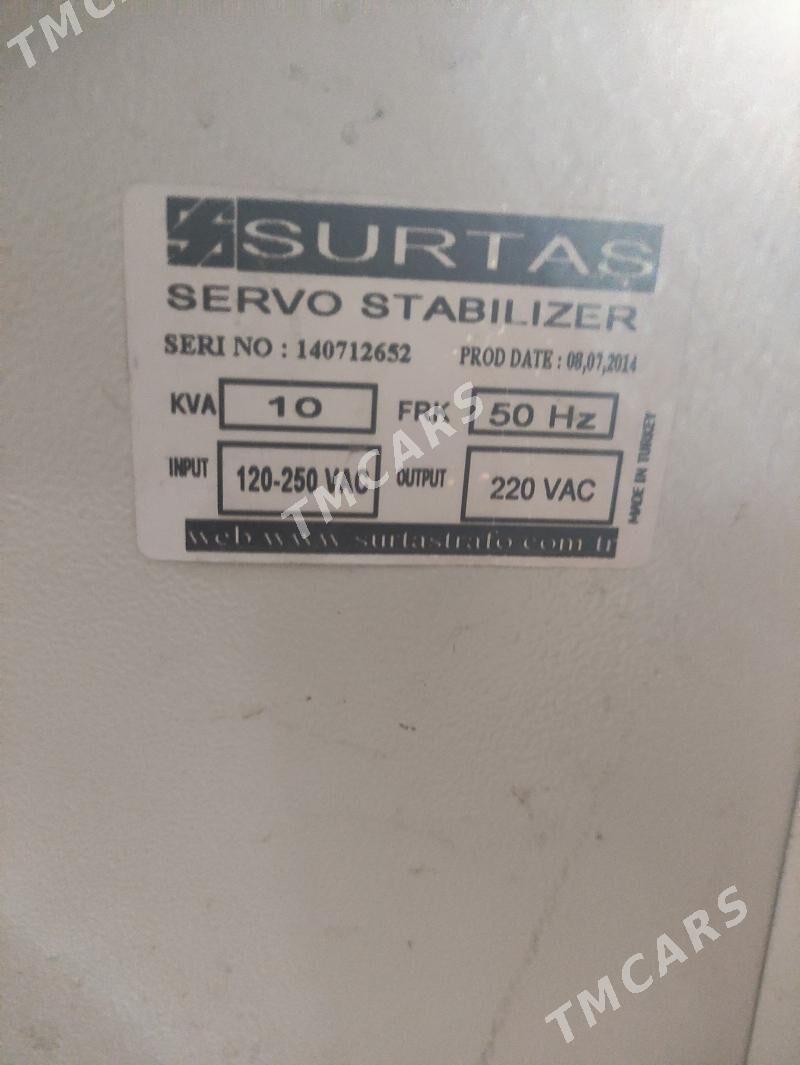 TMCARS
SURTAS
SERVO STABILIZER
SERI NO : 140712652 PROD DATE : 08,07,2014
KVA 10 FRK 50 Hz
INPUT 120-250 VAC OUTPUT 220 VAC
MADE IN TURKEY
TMCARS
web www surtastrafo com tr
TMCARS